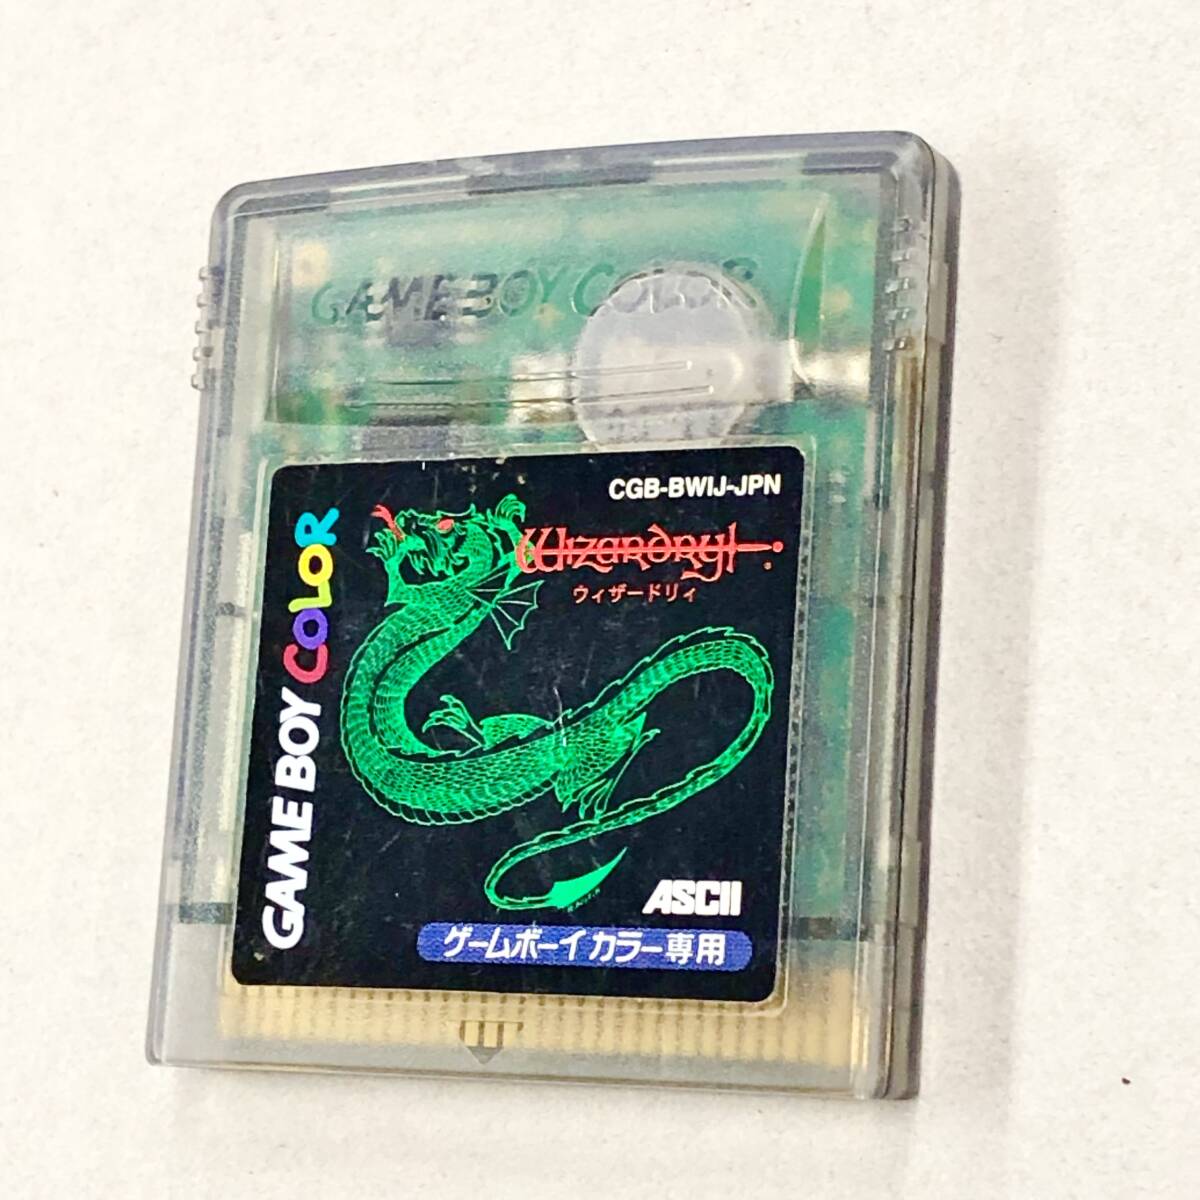 GAME BOY COLOR
CGB-BWIJ-JPN
Wizardry I
ウィザードリィ
GAME BOY COLOR
ASCII
ゲームボーイカラー専用